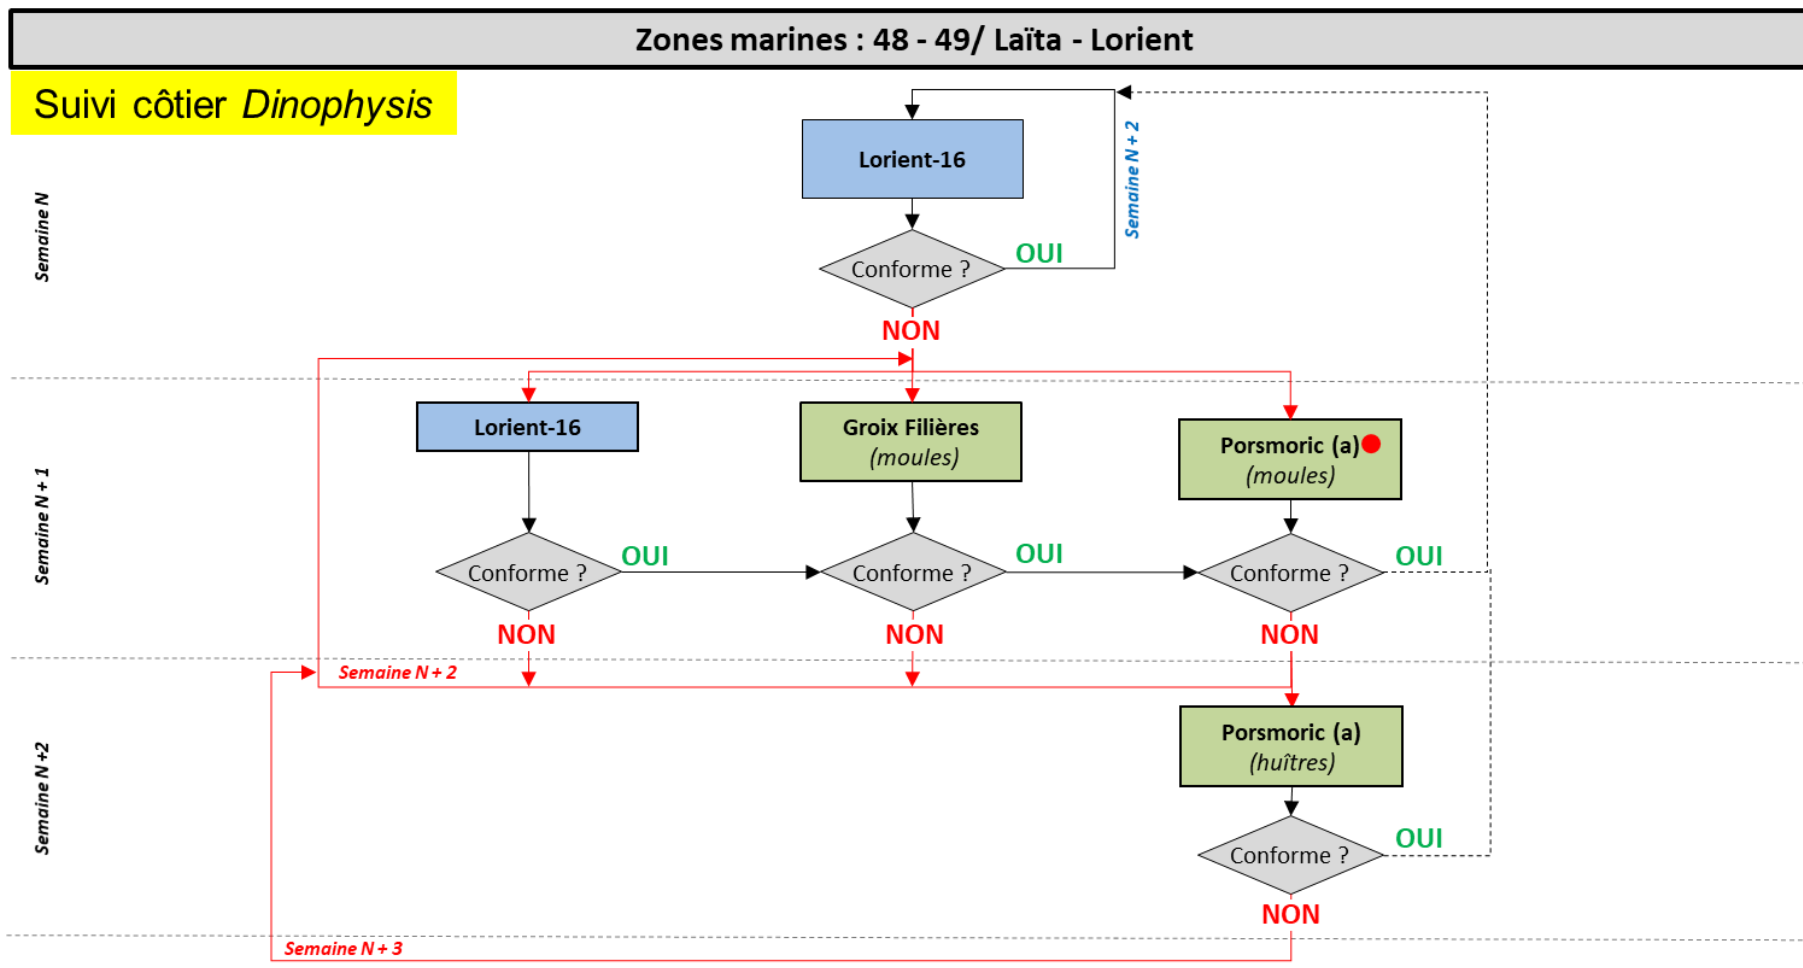 Zones marines : 48 - 49/ Laïta - Lorient
Suivi côtier Dinophysis
Semaine N
Lorient-16
Semaine N + 2
Conforme ?
OUI
NON
Semaine N + 1
Lorient-16
Groix Filières
(moules)
Porsmoric (a)
(moules)
Conforme ?
OUI
Conforme ?
OUI
Conforme ?
OUI
NON
NON
NON
Semaine N + 2
Semaine N +2
Porsmoric (a)
(huîtres)
Conforme ?
OUI
NON
Semaine N + 3